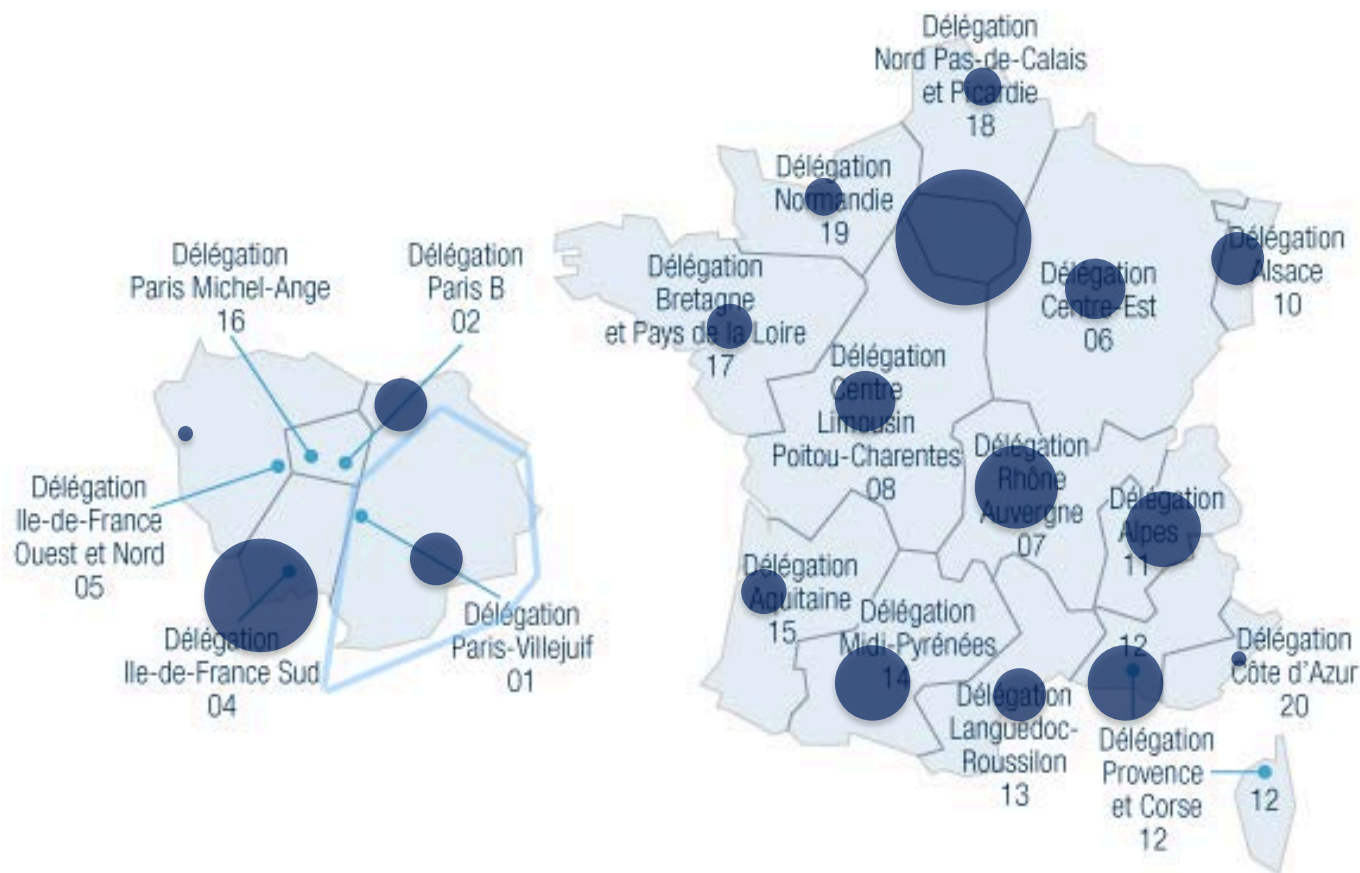 Délégation
Nord Pas-de-Calais
et Picardie
18
Délégation
Normandie
19
Délégation
Paris Michel-Ange
16
Délégation
Paris B
02
Délégation
Bretagne
et Pays de la Loire
17
Délégation
Centre-Est
06
Délégation
Alsace
10
Délégation
Centre
Limousin
Poitou-Charentes
08
Délégation
Rhône
Auvergne
07
Délégation
Alpes
11
Délégation
Ile-de-France
Ouest et Nord
05
Délégation
Ile-de-France Sud
04
Délégation
Paris-Villejuif
01
Délégation
Aquitaine
15
Délégation
Midi-Pyrénées
14
Délégation
Languedoc-
Roussilon
13
12
Délégation
Provence
et Corse
12
12
Délégation
Côte d'Azur
20